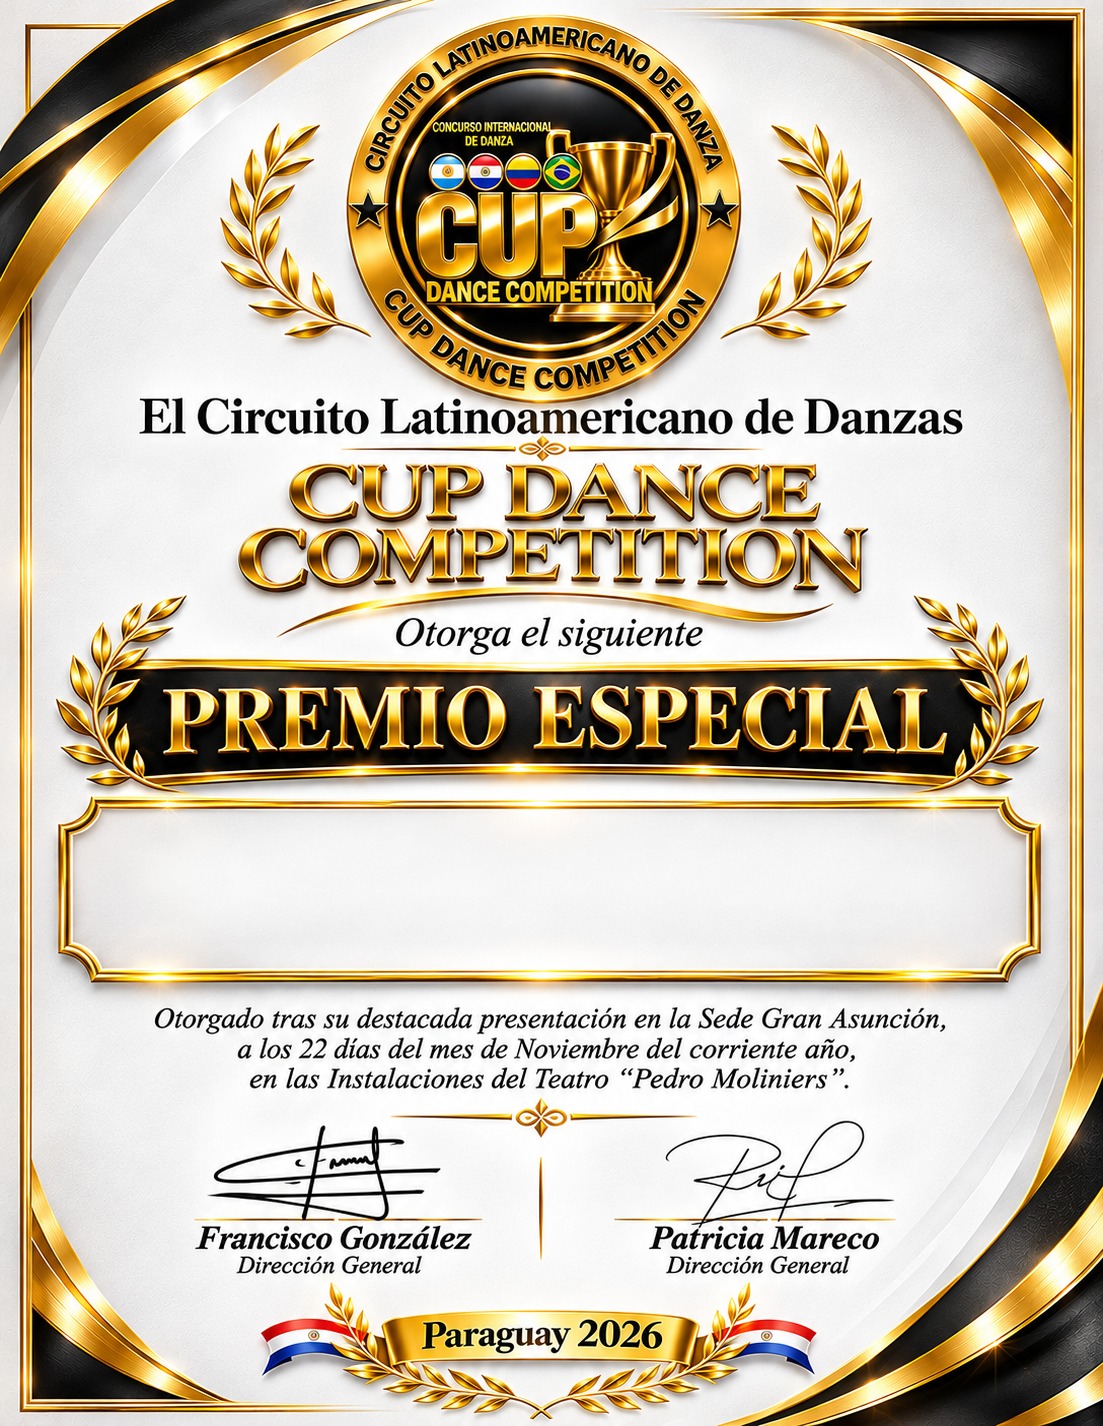 CIRCUITO LATINOAMERICANO DE DANZA
CONCURSO INTERNACIONAL
DE DANZA
CUP
DANCE COMPETITION
CUP DANCE COMPETITION
El Circuito Latinoamericano de Danzas
CUP DANCE
COMPETITION
Otorga el siguiente
PREMIO ESPECIAL
Otorgado tras su destacada presentación en la Sede Gran Asunción,
a los 22 días del mes de Noviembre del corriente año,
en las Instalaciones del Teatro “Pedro Moliniers”.
Francisco González
Dirección General
Patricia Mareco
Dirección General
Paraguay 2026